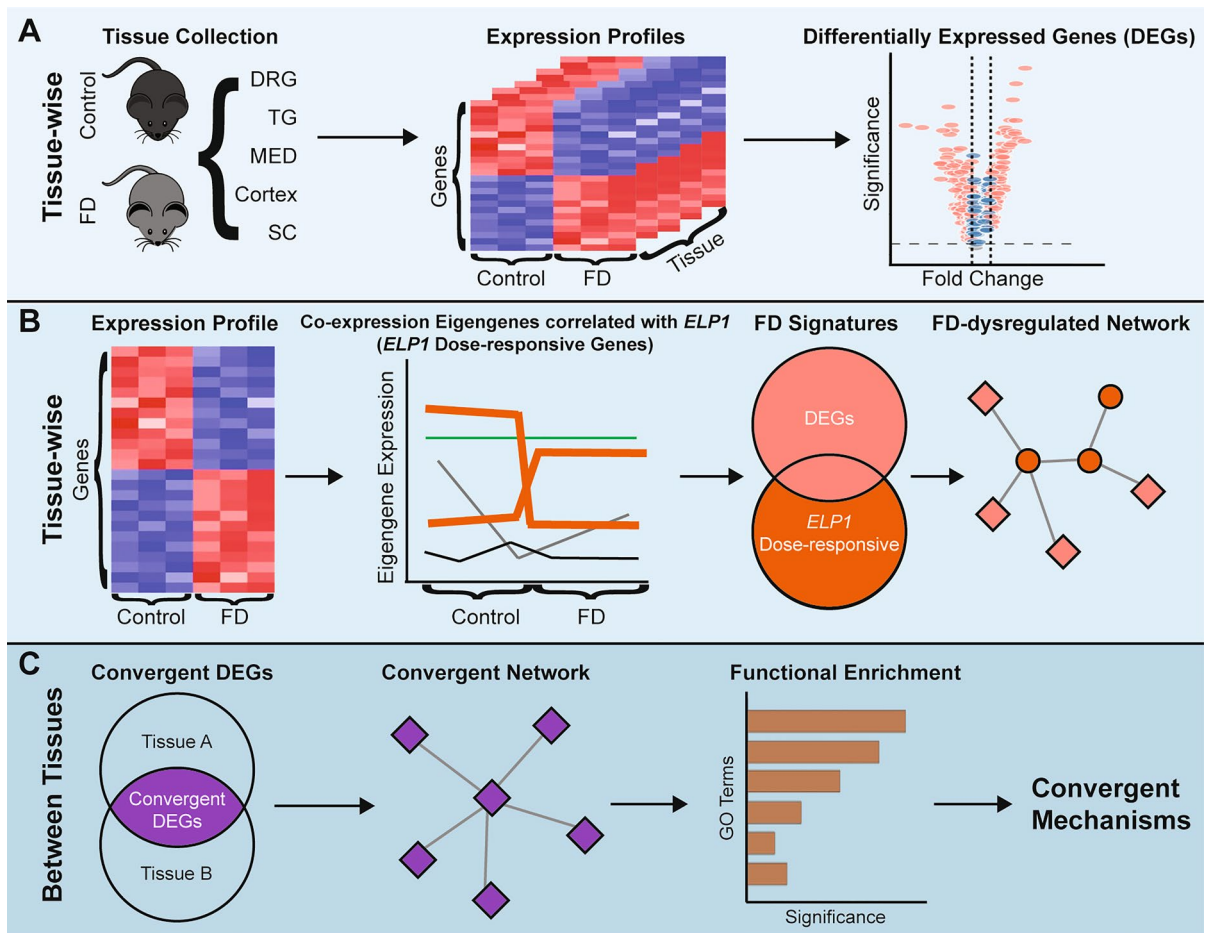 A
Tissue-wise
Tissue Collection
Control
FD
DRG
TG
MED
Cortex
SC
Expression Profiles
Genes
Control
FD
Tissue
Differentially Expressed Genes (DEGs)
Significance
Fold Change
B
Tissue-wise
Expression Profile
Genes
Control
FD
Co-expression Eigengenes correlated with ELP1
(ELP1 Dose-responsive Genes)
Eigengene Expression
Control
FD
FD Signatures
DEGs
ELP1
Dose-responsive
FD-dysregulated Network
C
Between Tissues
Convergent DEGs
Tissue A
Convergent
DEGs
Tissue B
Convergent Network
Functional Enrichment
GO Terms
Significance
Convergent
Mechanisms